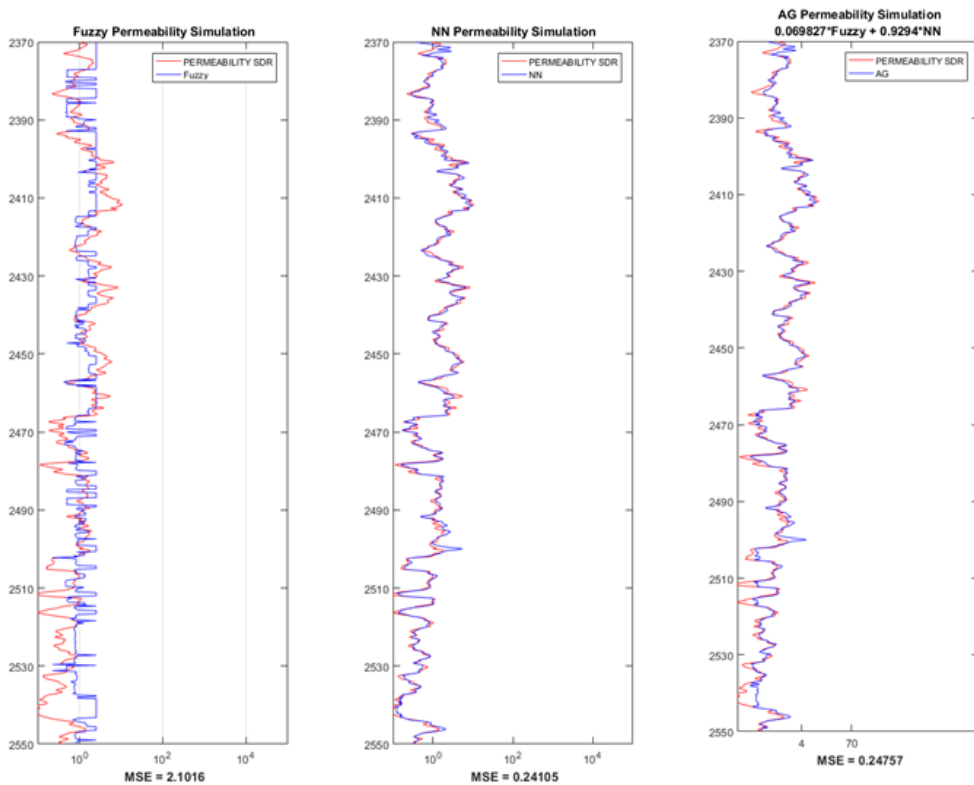 Fuzzy Permeability Simulation
PERMEABILITY SDR
Fuzzy
2370
2390
2410
2430
2450
2470
2490
2510
2530
2550
10^0
10^2
10^4
MSE = 2.1016
NN Permeability Simulation
PERMEABILITY SDR
NN
2370
2390
2410
2430
2450
2470
2490
2510
2530
2550
10^0
10^2
10^4
MSE = 0.24105
AG Permeability Simulation
0.069827*Fuzzy + 0.9294*NN
PERMEABILITY SDR
AG
2370
2390
2410
2430
2450
2470
2490
2510
2530
2550
4 70
MSE = 0.24757